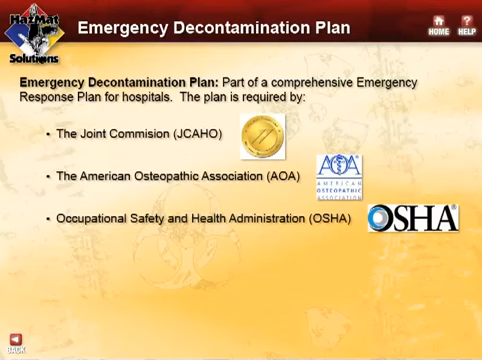 HazMat
Solutions
Emergency Decontamination Plan
HOME
HELP
Emergency Decontamination Plan: Part of a comprehensive Emergency
Response Plan for hospitals. The plan is required by:
• The Joint Commision (JCAHO)
• The American Osteopathic Association (AOA)
AOA
AMERICAN
OSTEOPATHIC
ASSOCIATION
• Occupational Safety and Health Administration (OSHA)
OSHA®
BACK